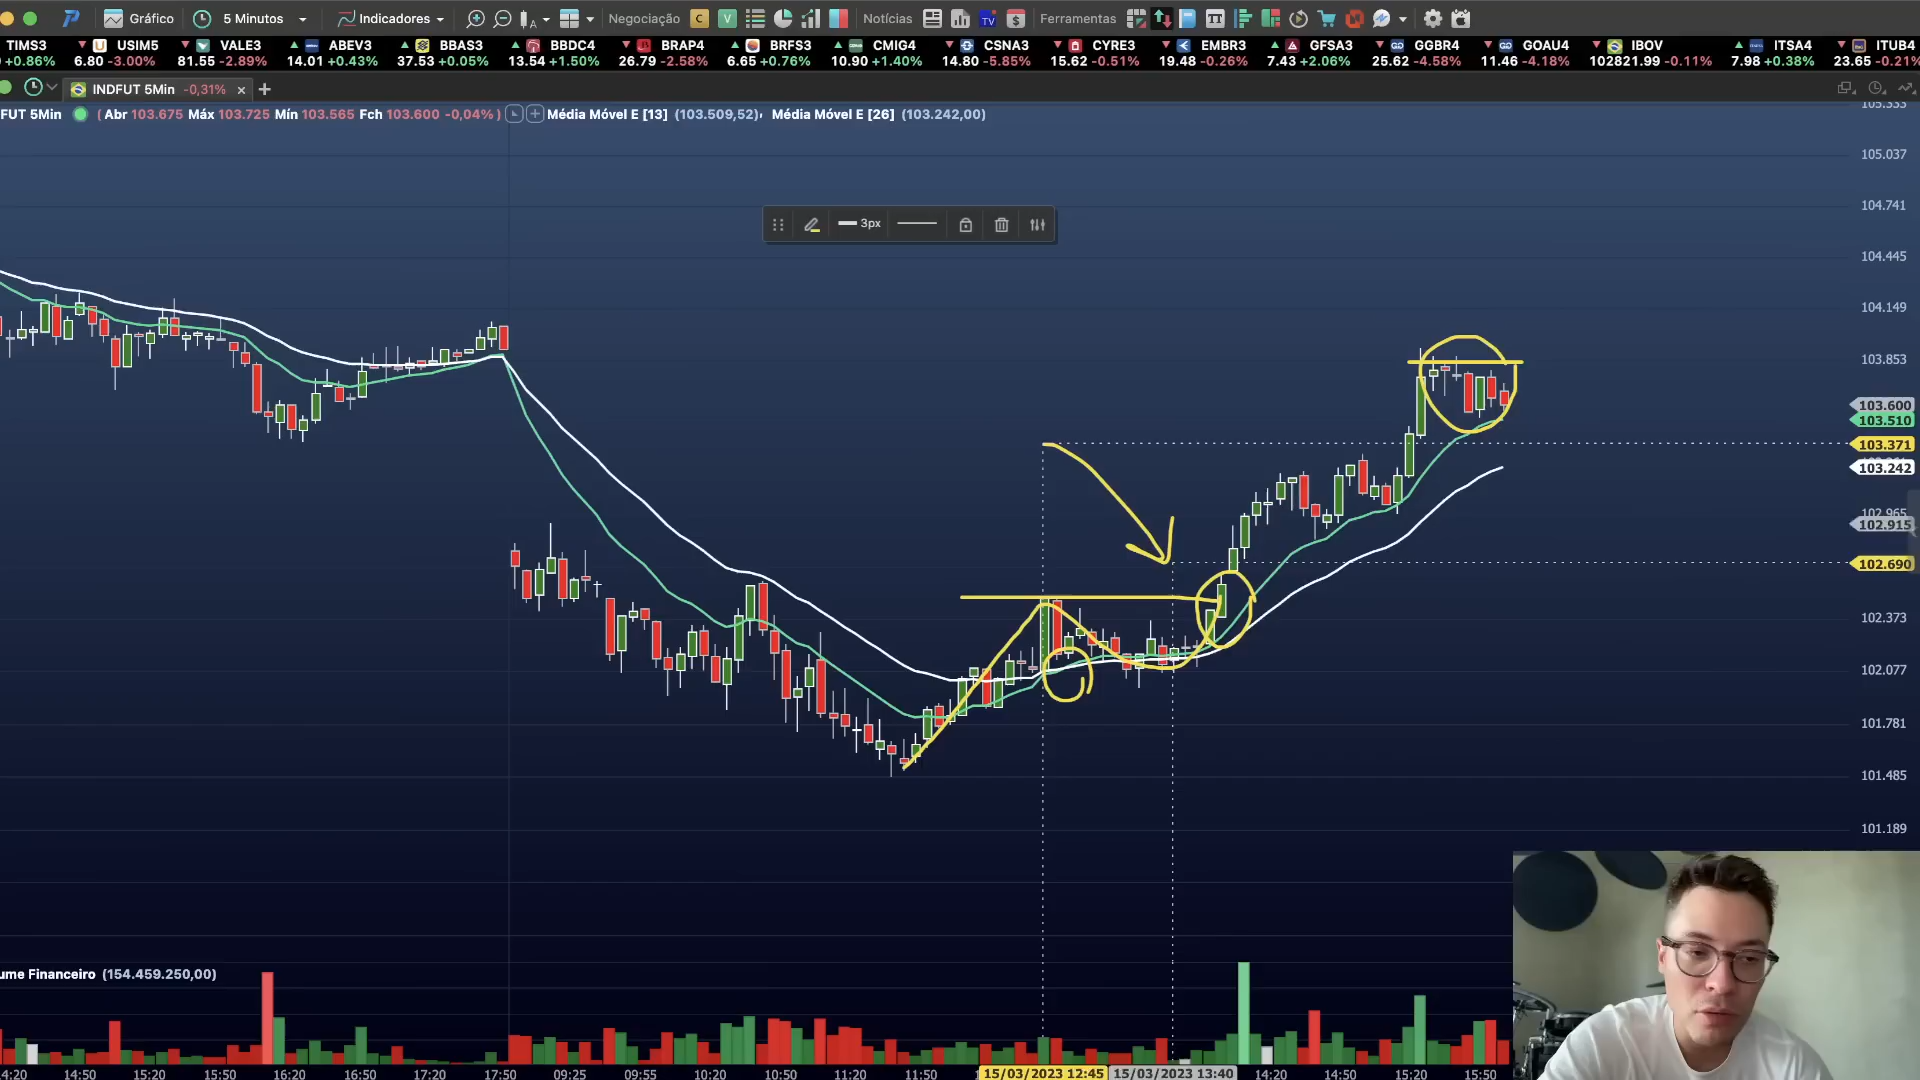 Gráfico 5 Minutos Indicadores Negociação C V Notícias TV $ Ferramentas TT
TIMS3 USIM5 VALE3 ABEV3 BBAS3 BBDC4 BRAP4 BRFS3 CMIG4 CSNA3 CYRE3 EMBR3 GFSA3 GGBR4 GOAU4 IBOV ITSA4 ITUB4
+0.86% 6.80 -3.00% 81.55 -2.89% 14.01 +0.43% 37.53 +0.05% 13.54 +1.50% 26.79 -2.58% 6.65 +0.76% 10.90 +1.40% 14.80 -5.85% 15.62 -0.51% 19.48 -0.26% 7.43 +2.06% 25.62 -4.58% 11.46 -4.18% 102821.99 -0.11% 7.98 +0.38% 23.65 -0.21%
INDFUT 5Min -0,31% × +
FUT 5Min ( Abr 103.675 Máx 103.725 Mín 103.565 Fch 103.600 -0,04% ) Média Móvel E [13] (103.509,52) Média Móvel E [26] (103.242,00)
105.333
105.037
104.741
3px
104.445
104.149
103.853
103.600
103.510
103.371
103.242
102.965
102.915
102.690
102.373
102.077
101.781
101.485
101.189
ume Financeiro (154.459.250,00)
14:20 14:50 15:20 15:50 16:20 16:50 17:20 17:50 09:25 09:55 10:20 10:50 11:20 11:50 15/03/2023 12:45 15/03/2023 13:40 14:20 14:50 15:20 15:50